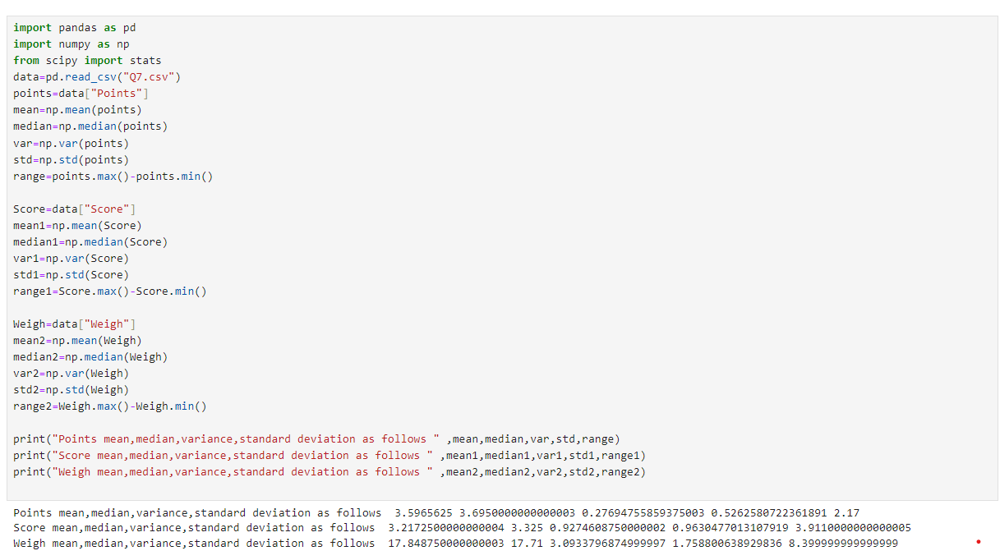 import pandas as pd
import numpy as np
from scipy import stats
data=pd.read_csv("Q7.csv")
points=data["Points"]
mean=np.mean(points)
median=np.median(points)
var=np.var(points)
std=np.std(points)
range=points.max()-points.min()
Score=data["Score"]
mean1=np.mean(Score)
median1=np.median(Score)
var1=np.var(Score)
std1=np.std(Score)
range1=Score.max()-Score.min()
Weigh=data["Weigh"]
mean2=np.mean(Weigh)
median2=np.median(Weigh)
var2=np.var(Weigh)
std2=np.std(Weigh)
range2=Weigh.max()-Weigh.min()
print("Points mean,median,variance,standard deviation as follows " ,mean,median,var,std,range)
print("Score mean,median,variance,standard deviation as follows " ,mean1,median1,var1,std1,range1)
print("Weigh mean,median,variance,standard deviation as follows " ,mean2,median2,var2,std2,range2)
Points mean,median,variance,standard deviation as follows  3.5965625 3.6950000000000003 0.27694755859375003 0.5262580722361891 2.17
Score mean,median,variance,standard deviation as follows  3.2172500000000004 3.325 0.9274608750000002 0.9630477013107919 3.9110000000000005
Weigh mean,median,variance,standard deviation as follows  17.848750000000003 17.71 3.0933796874999997 1.758800638929836 8.399999999999999